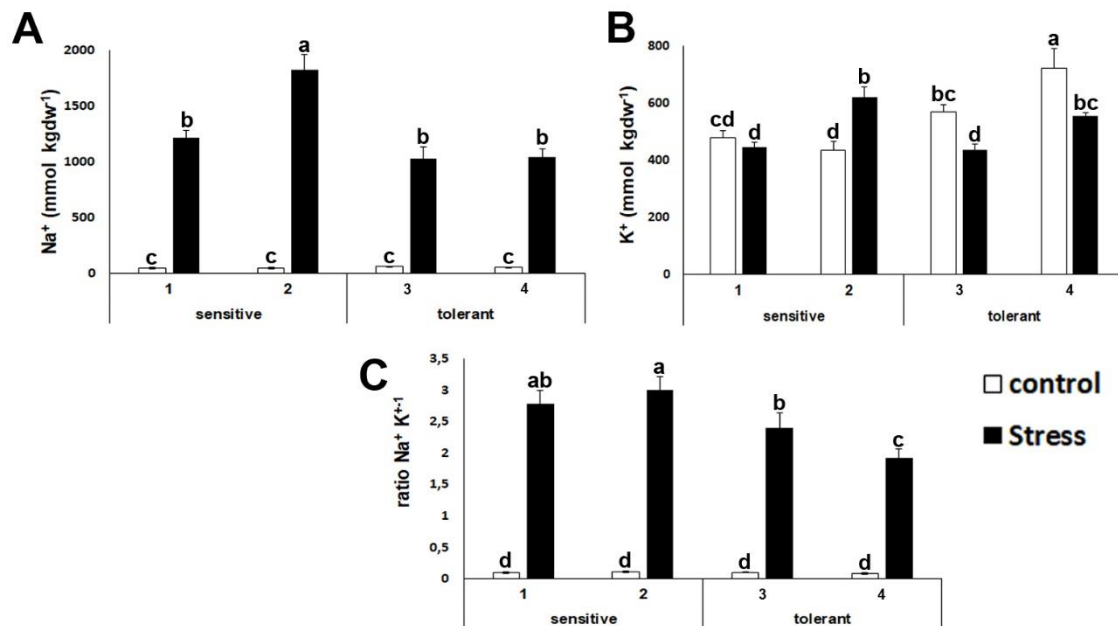 A
Na⁺ (mmol kgdw⁻¹)
2000
1500
1000
500
0
c b c a c b c b
1 2 3 4
sensitive tolerant
B
K⁺ (mmol kgdw⁻¹)
800
600
400
200
0
cd d d b bc d a bc
1 2 3 4
sensitive tolerant
C
ratio Na⁺ K⁺⁻¹
3,5
3
2,5
2
1,5
1
0,5
0
d ab d a d b d c
1 2 3 4
sensitive tolerant
control
Stress